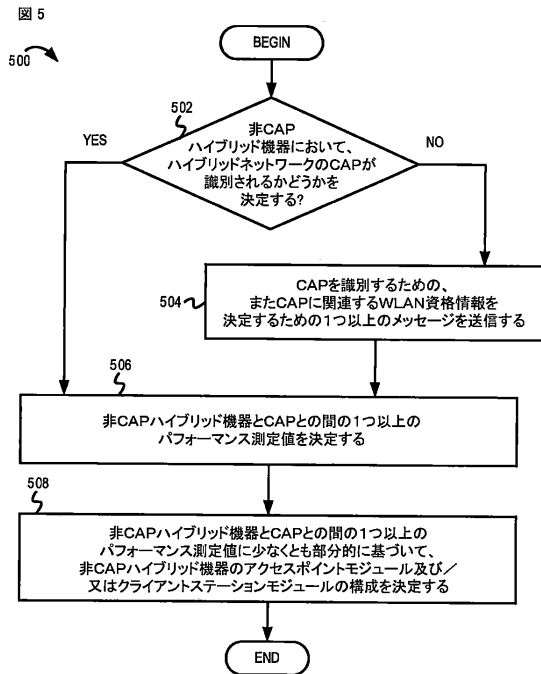 図 5
500
BEGIN
502
非CAP
ハイブリッド機器において、
ハイブリッドネットワークのCAPが
識別されるかどうかを
決定する?
YES
NO
504
CAPを識別するための、
またCAPに関連するWLAN資格情報を
決定するための1つ以上のメッセージを送信する
506
非CAPハイブリッド機器とCAPとの間の1つ以上の
パフォーマンス測定値を決定する
508
非CAPハイブリッド機器とCAPとの間の1つ以上の
パフォーマンス測定値に少なくとも部分的に基づいて、
非CAPハイブリッド機器のアクセスポイントモジュール及び/
又はクライアントステーションモジュールの構成を決定する
END